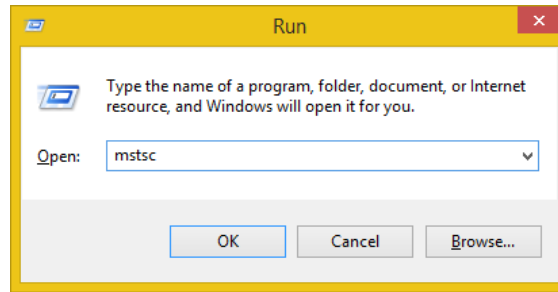 Run
Type the name of a program, folder, document, or Internet
resource, and Windows will open it for you.
Open: mstsc
OK Cancel Browse...